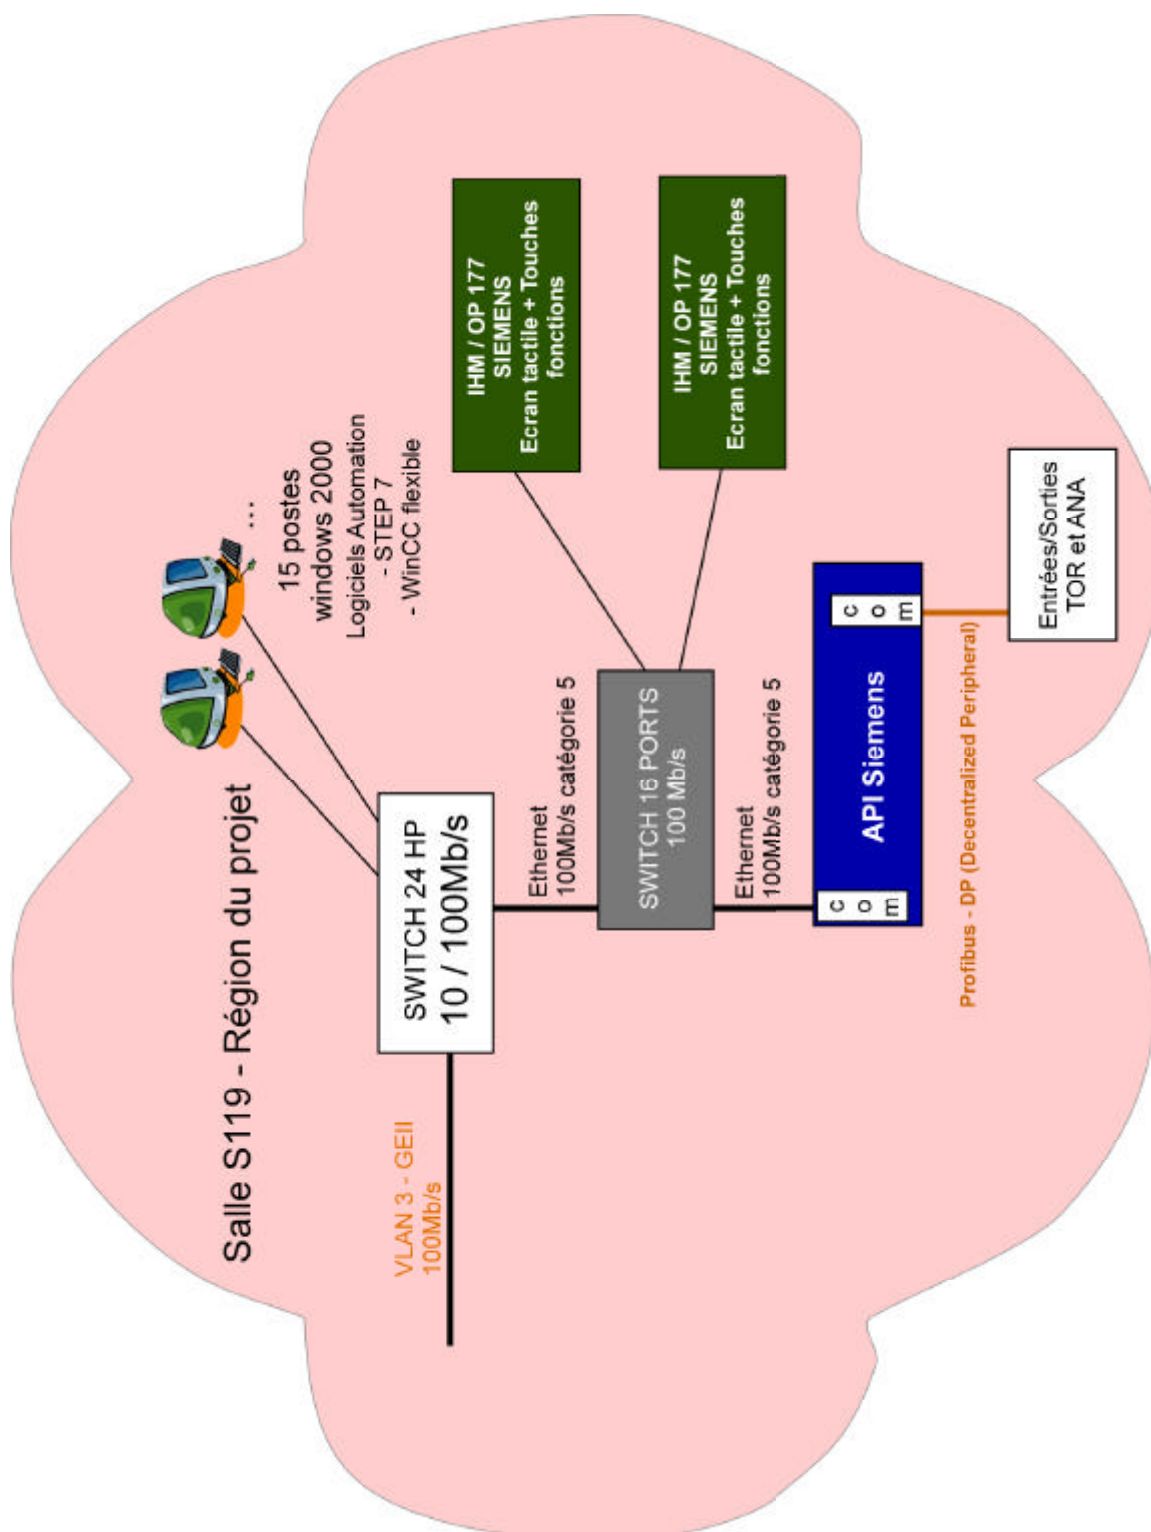 Salle S119 - Région du projet
...
15 postes
windows 2000
Logiciels Automation
- STEP 7
- WinCC flexible
VLAN 3 - GEII
100Mb/s
SWITCH 24 HP
10 / 100Mb/s
IHM / OP 177
SIEMENS
Ecran tactile + Touches
fonctions
Ethernet
100Mb/s catégorie 5
SWITCH 16 PORTS
100 Mb/s
IHM / OP 177
SIEMENS
Ecran tactile + Touches
fonctions
Ethernet
100Mb/s catégorie 5
c
o
m
API Siemens
c
o
m
Profibus - DP (Decentralized Peripheral)
Entrées/Sorties
TOR et ANA